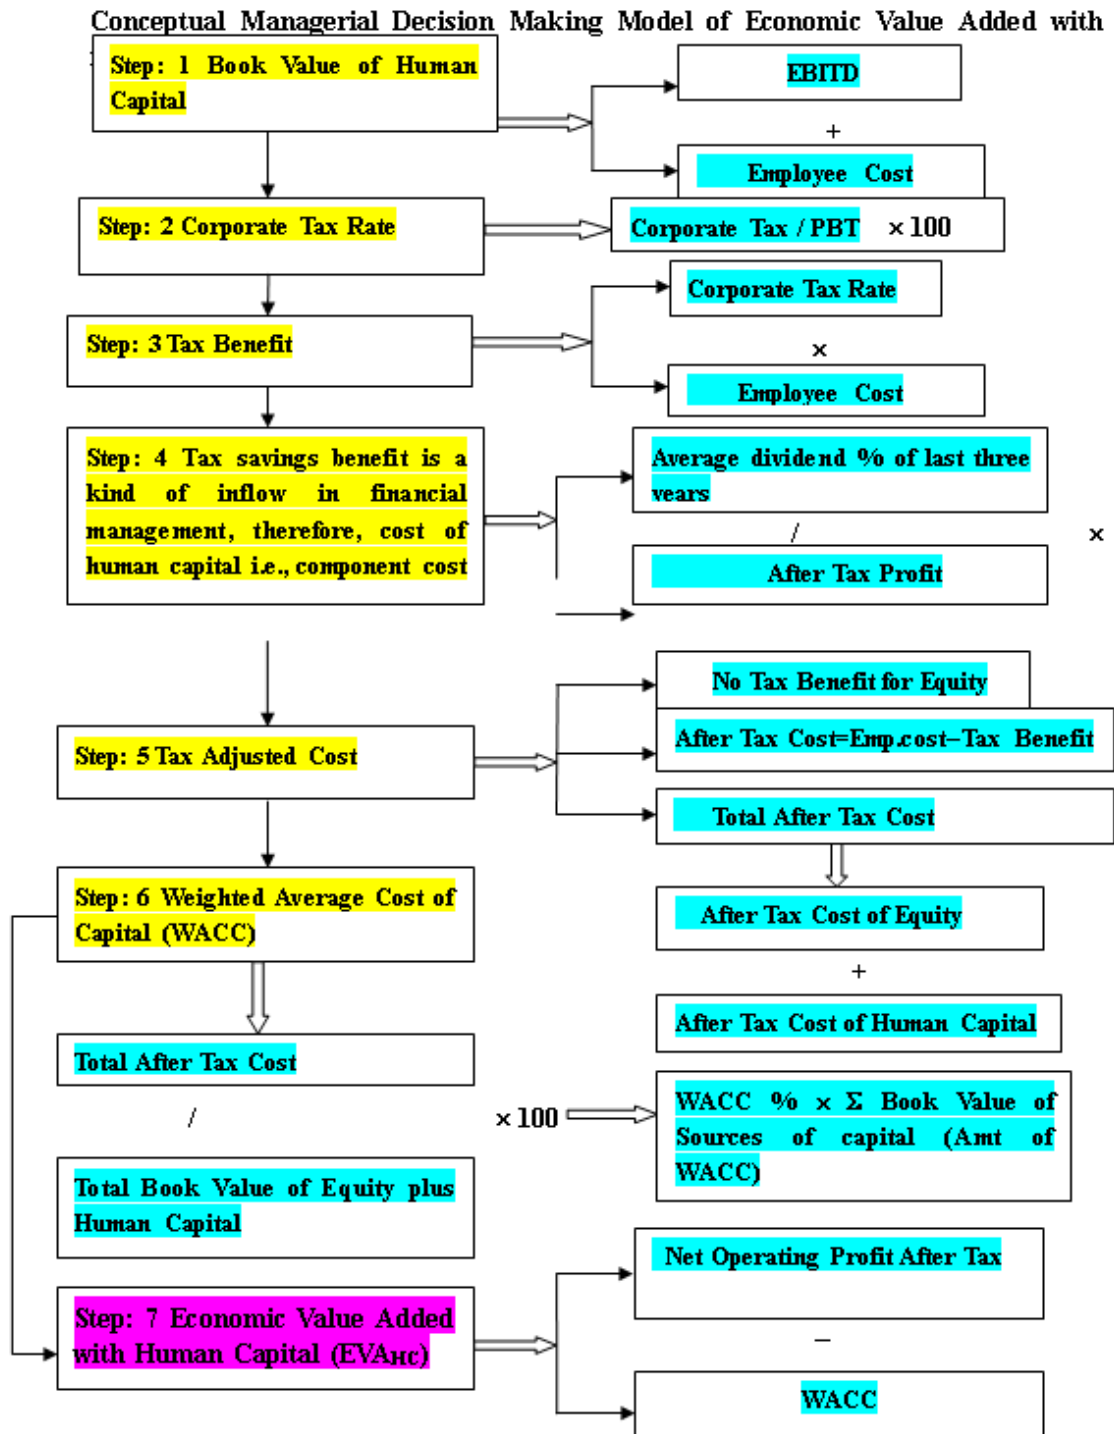 Conceptual Managerial Decision Making Model of Economic Value Added with
Step: 1 Book Value of Human
Capital
EBITD
+
Employee Cost
Step: 2 Corporate Tax Rate
Corporate Tax / PBT × 100
Corporate Tax Rate
Step: 3 Tax Benefit
×
Employee Cost
Step: 4 Tax savings benefit is a
kind of inflow in financial
management, therefore, cost of
human capital i.e., component cost
Average dividend % of last three
years
/ ×
After Tax Profit
No Tax Benefit for Equity
Step: 5 Tax Adjusted Cost
After Tax Cost=Emp.cost–Tax Benefit
Total After Tax Cost
Step: 6 Weighted Average Cost of
Capital (WACC)
After Tax Cost of Equity
+
After Tax Cost of Human Capital
Total After Tax Cost
/ × 100
WACC % x Σ Book Value of
Sources of capital (Amt of
WACC)
Total Book Value of Equity plus
Human Capital
Net Operating Profit After Tax
Step: 7 Economic Value Added
with Human Capital (EVAHC)
–
WACC